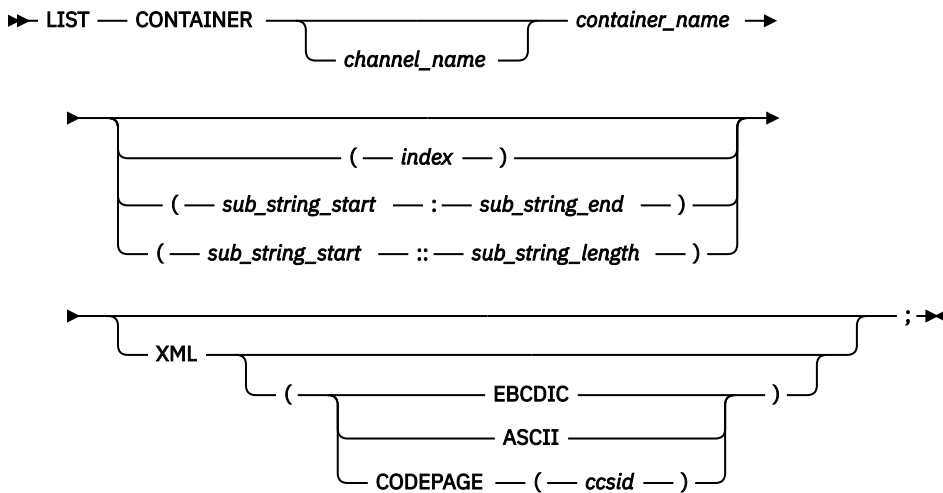 LIST CONTAINER container_name
channel_name
( index )
( sub_string_start : sub_string_end )
( sub_string_start :: sub_string_length )
;
XML
( EBCDIC )
ASCII
CODEPAGE ( ccsid )